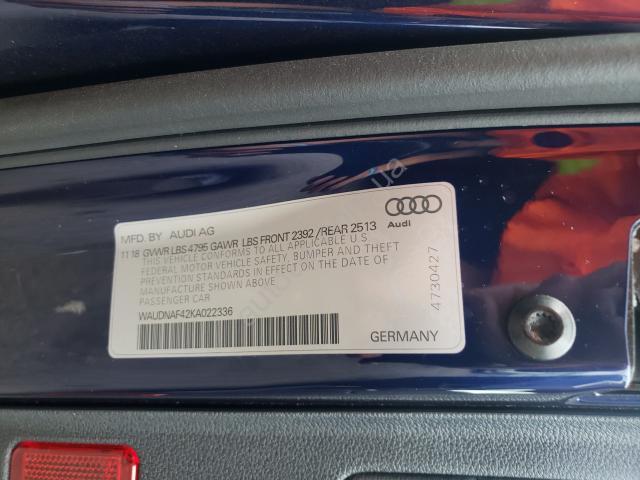 MFD. BY AUDI AG
11 18 GVWR LBS 4795 GAWR LBS FRONT 2392 /REAR 2513
THIS VEHICLE CONFORMS TO ALL APPLICABLE U.S.
FEDERAL MOTOR VEHICLE SAFETY, BUMPER AND THEFT
PREVENTION STANDARDS IN EFFECT ON THE DATE OF
MANUFACTURE SHOWN ABOVE
PASSENGER CAR
WAUDNAF42KA022336
Audi
4730427
GERMANY